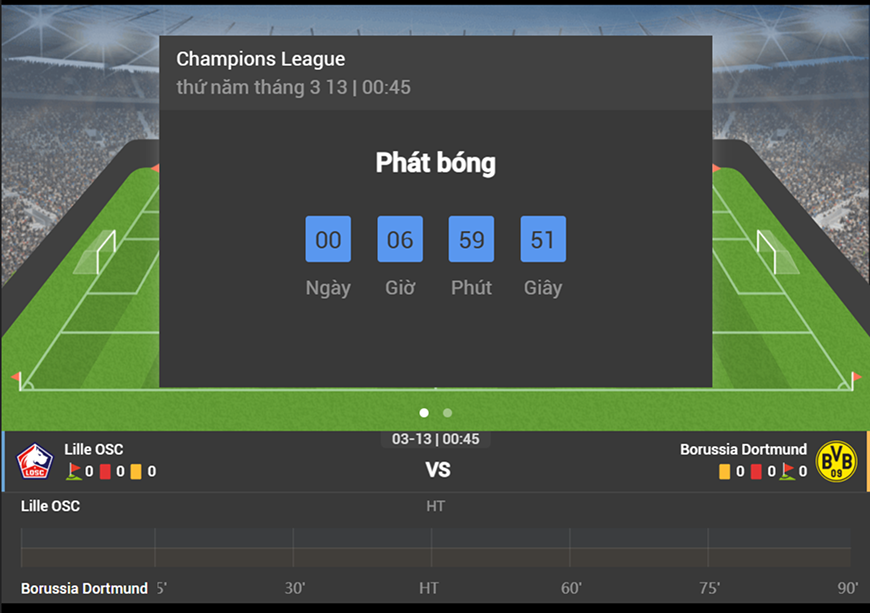 Champions League
thứ năm tháng 3 13 | 00:45
Phát bóng
00 06 59 51
Ngày Giờ Phút Giây
03-13 | 00:45
Lille OSC VS Borussia Dortmund
LOSC 0 0 0 0 0 0 BVB 09
Lille OSC HT
Borussia Dortmund 5' 30' HT 60' 75' 90'